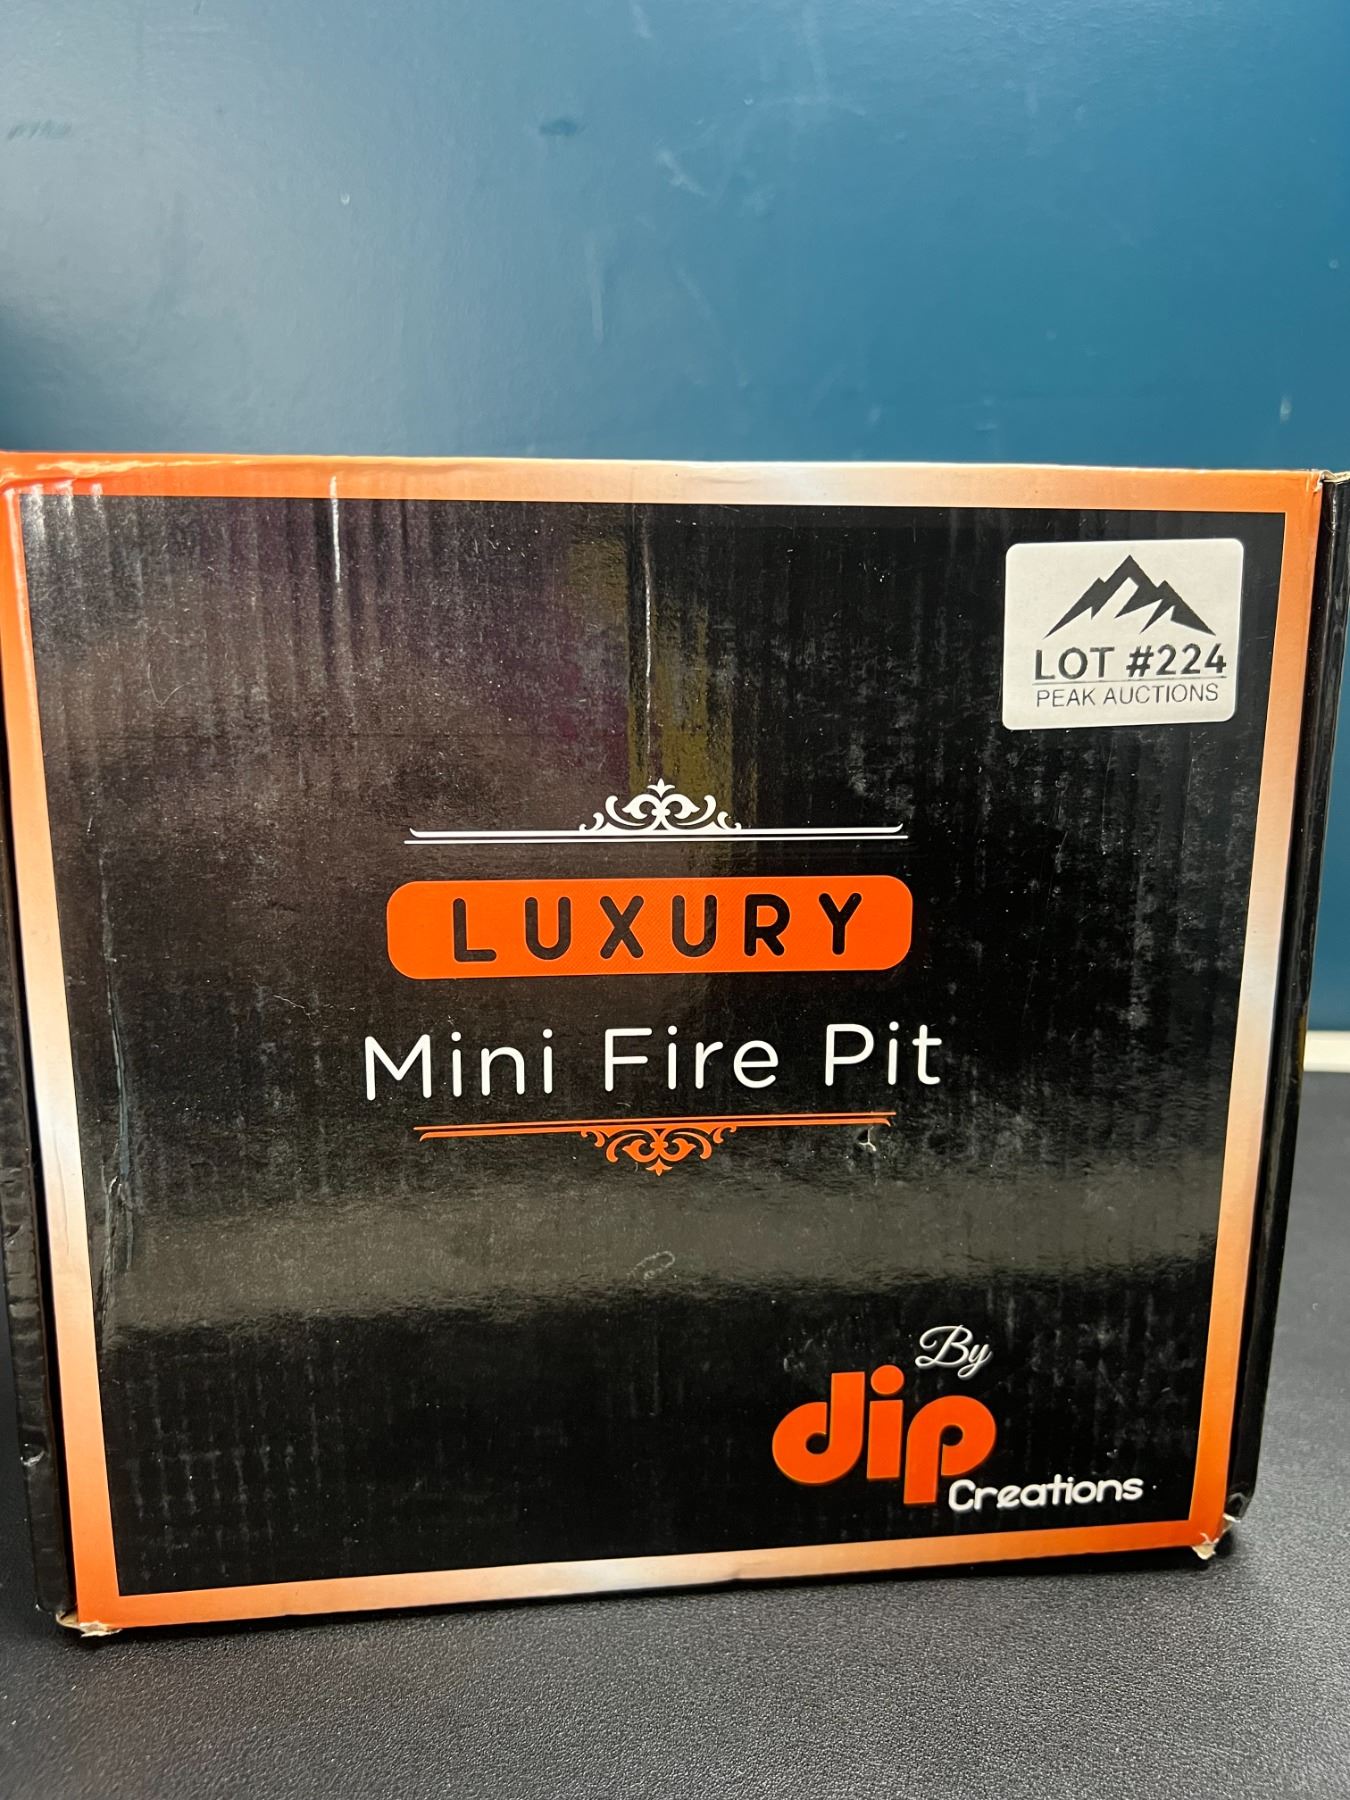 LOT #224
PEAK AUCTIONS
LUXURY
Mini Fire Pit
By
dip
Creations